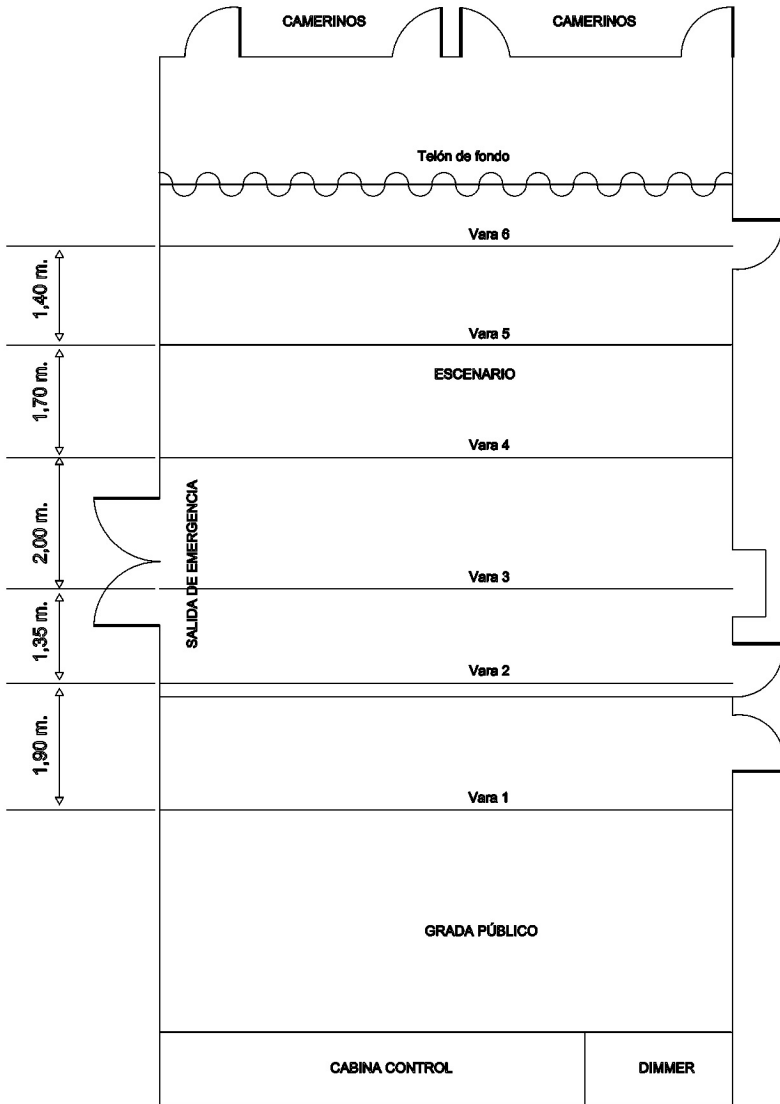 CAMERINOS
CAMERINOS
Telón de fondo
Vara 6
1,40 m.
Vara 5
1,70 m.
ESCENARIO
Vara 4
2,00 m.
SALIDA DE EMERGENCIA
Vara 3
1,35 m.
Vara 2
1,90 m.
Vara 1
GRADA PÚBLICO
CABINA CONTROL
DIMMER